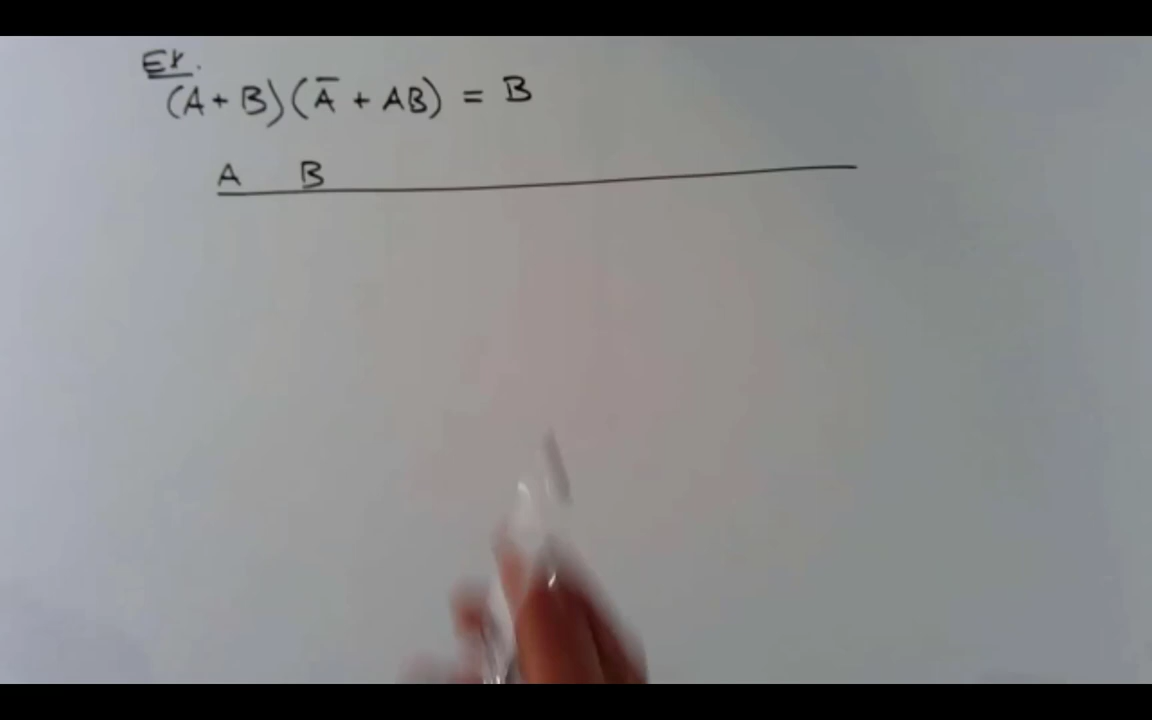 Ex.
(A + B)(A̅ + AB) = B
A B